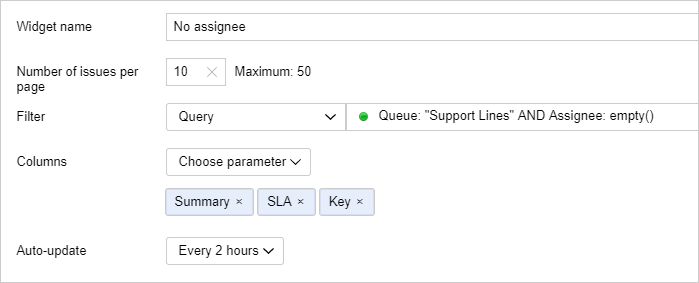 Widget name No assignee
Number of issues per page 10 × Maximum: 50
Filter Query Queue: "Support Lines" AND Assignee: empty()
Columns Choose parameter
Summary × SLA × Key ×
Auto-update Every 2 hours